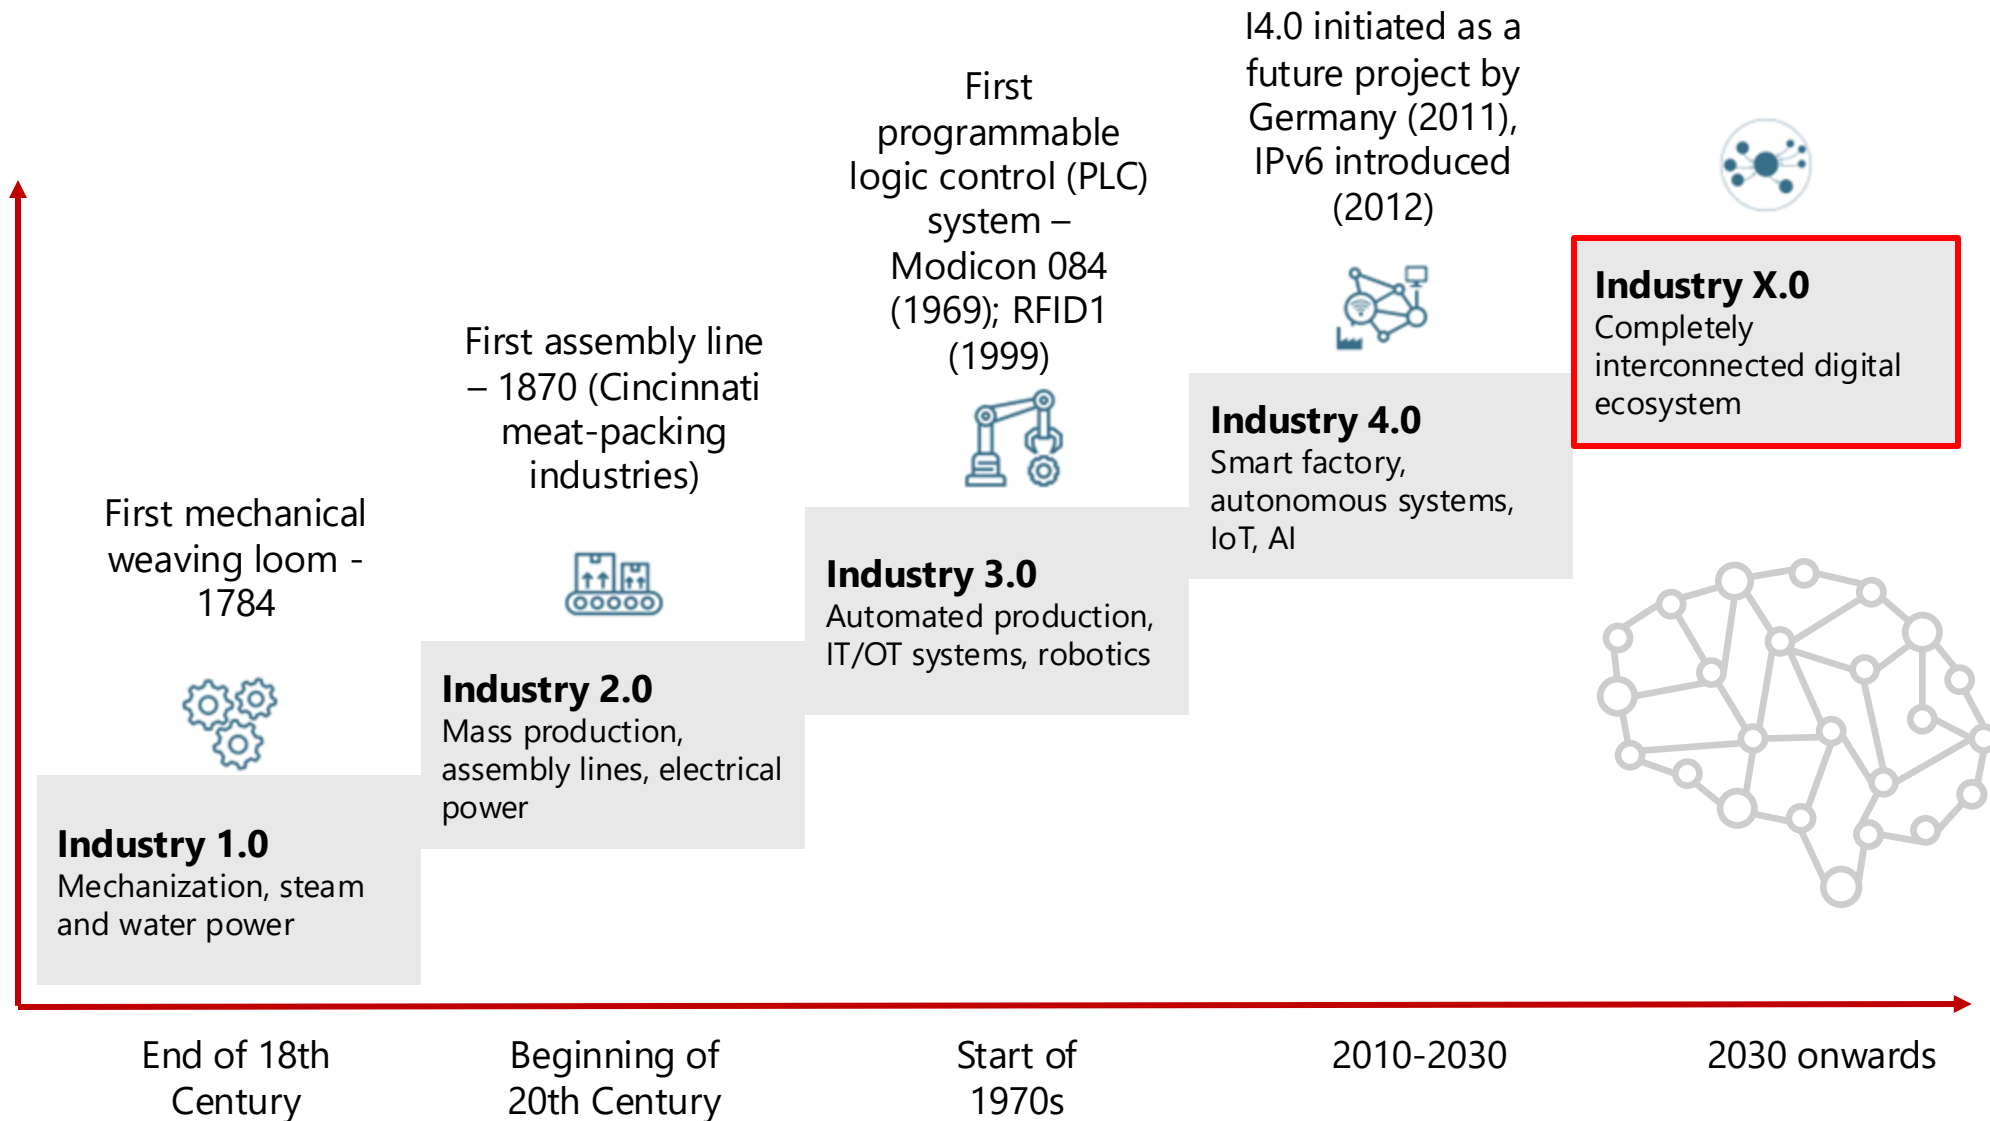 First mechanical
weaving loom -
1784
Industry 1.0
Mechanization, steam
and water power
End of 18th
Century
First assembly line
– 1870 (Cincinnati
meat-packing
industries)
Industry 2.0
Mass production,
assembly lines, electrical
power
Beginning of
20th Century
First
programmable
logic control (PLC)
system –
Modicon 084
(1969); RFID1
(1999)
Industry 3.0
Automated production,
IT/OT systems, robotics
Start of
1970s
I4.0 initiated as a
future project by
Germany (2011),
IPv6 introduced
(2012)
Industry 4.0
Smart factory,
autonomous systems,
IoT, AI
2010-2030
Industry X.0
Completely
interconnected digital
ecosystem
2030 onwards